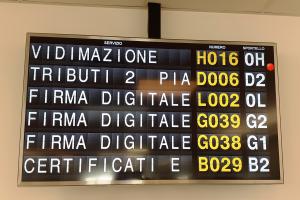 SERVIZIO NUMERO SPORTELLO
VIDIMAZIONE H016 0H
TRIBUTI 2 PIA D006 D2
FIRMA DIGITALE L002 0L
FIRMA DIGITALE G039 G2
FIRMA DIGITALE G038 G1
CERTIFICATI E B029 B2